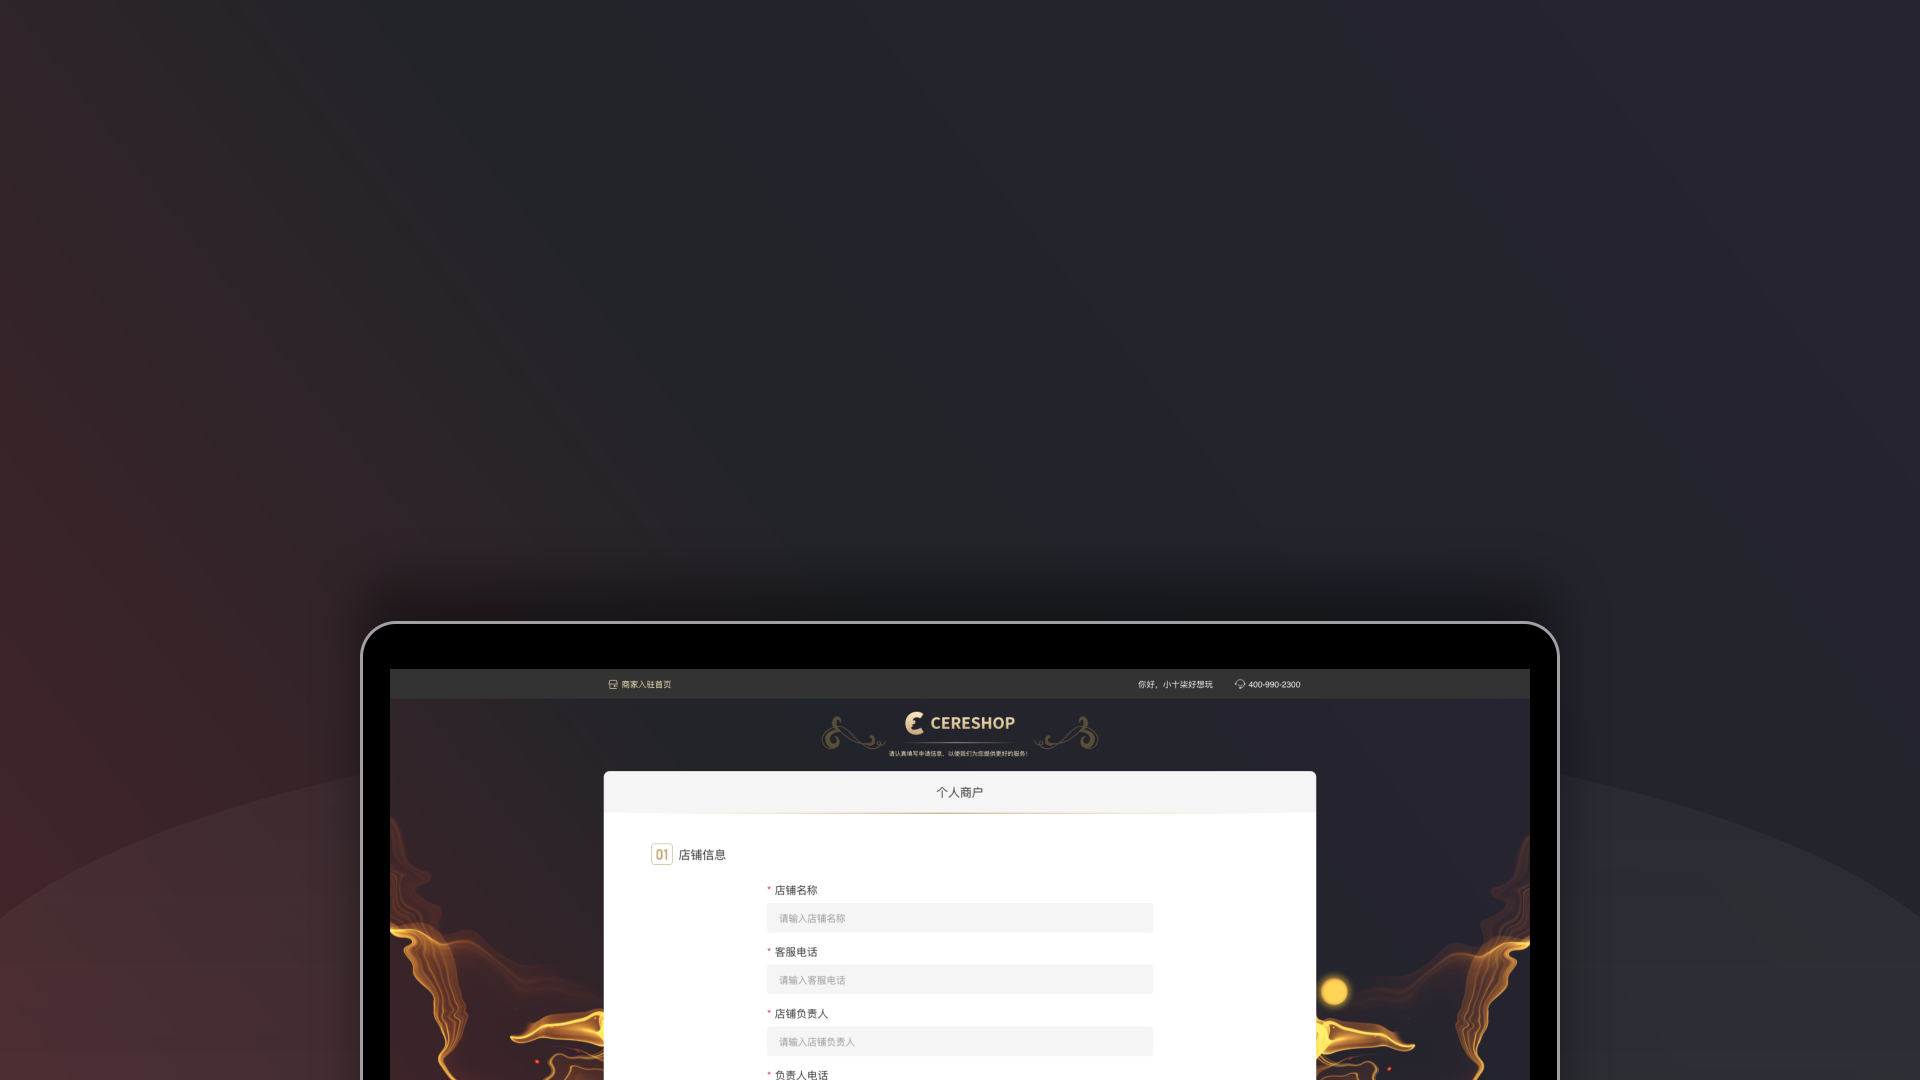 商家入驻首页
你好，小十柒好想玩
400-990-2300
CERESHOP
请认真填写申请信息，以便我们为您提供更好的服务！
个人商户
01 店铺信息
* 店铺名称
请输入店铺名称
* 客服电话
请输入客服电话
* 店铺负责人
请输入店铺负责人
* 负责人电话